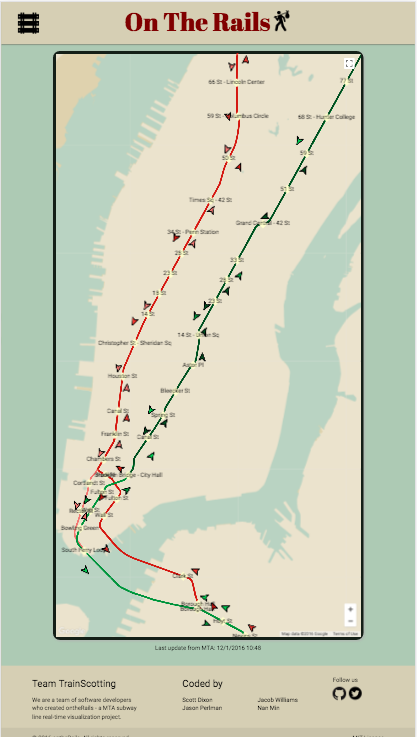 On The Rails
77 St
66 St - Lincoln Center
68 St - Hunter College
59 St - Columbus Circle
59 St
50 St
51 St
Times Sq - 42 St
Grand Central - 42 St
34 St - Penn Station
28 St
33 St
23 St
28 St
18 St
23 St
14 St
14 St - Union Sq
Christopher St - Sheridan Sq
Astor Pl
Houston St
Bleecker St
Canal St
Spring St
Franklin St
Canal St
Chambers St
Bridge - City Hall
Cortlandt St
Fulton St
Fulton St
Wall St
Bowling Green
South Ferry Loop
Clark St
Borough Hall
Hoyt St
Nevins St
Map data ©2016 Google Terms of Use
Last update from MTA: 12/1/2016 10:48
Team TrainScotting
We are a team of software developers
who created ontheRails - a MTA subway
line real-time visualization project.
Coded by
Scott Dixon
Jason Perlman
Jacob Williams
Nan Min
Follow us